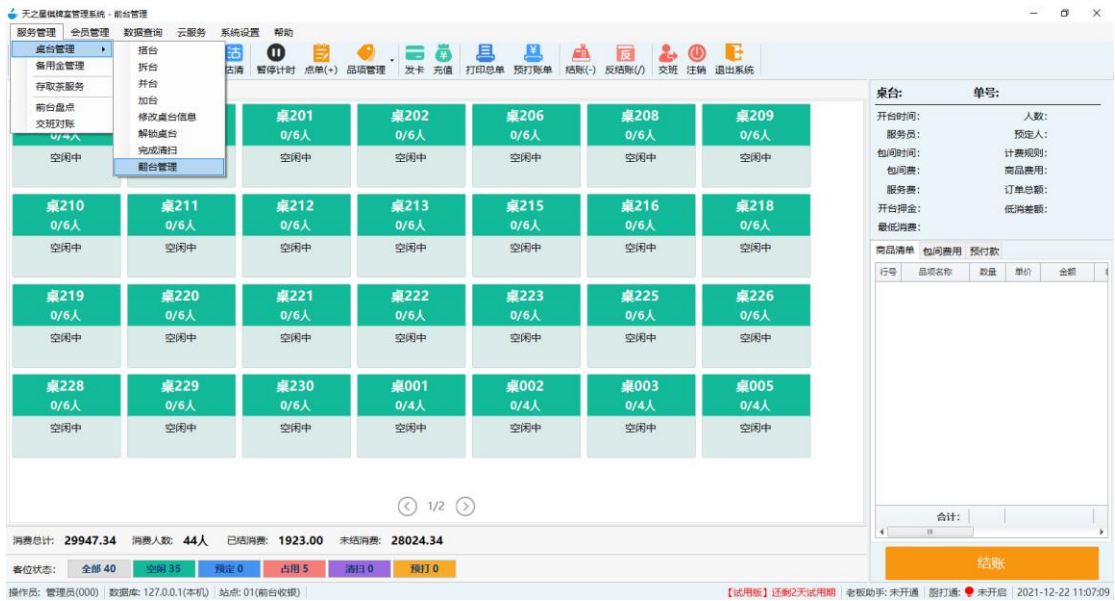 天之星棋牌室管理系统 - 前台管理
服务管理 会员管理 数据查询 云服务 系统设置 帮助
桌台管理
备用金管理
存取茶服务
前台盘点
交班对账
搭台
拆台
并台
加台
修改桌台信息
解锁桌台
完成清扫
翻台管理
估清 暂停计时 点单(+) 品项管理 发卡 充值 打印总单 预打账单 结账(-) 反结账(/) 交班 注销 退出系统
桌201 桌202 桌206 桌208 桌209
0/4人 0/6人 0/6人 0/6人 0/6人 0/6人
空闲中 空闲中 空闲中 空闲中 空闲中 空闲中
桌210 桌211 桌212 桌213 桌215 桌216 桌218
0/6人 0/6人 0/6人 0/6人 0/6人 0/6人 0/6人
空闲中 空闲中 空闲中 空闲中 空闲中 空闲中 空闲中
桌219 桌220 桌221 桌222 桌223 桌225 桌226
0/6人 0/6人 0/6人 0/6人 0/6人 0/6人 0/6人
空闲中 空闲中 空闲中 空闲中 空闲中 空闲中 空闲中
桌228 桌229 桌230 桌001 桌002 桌003 桌005
0/6人 0/6人 0/6人 0/4人 0/4人 0/4人 0/4人
空闲中 空闲中 空闲中 空闲中 空闲中 空闲中 空闲中
1/2
消费总计: 29947.34 消费人数: 44人 已结消费: 1923.00 未结消费: 28024.34
客位状态: 全部 40 空闲 35 预定 0 占用 5 清扫 0 预打 0
桌台: 单号:
开台时间: 人数:
服务员: 预定人:
包间时间: 计费规则:
包间费: 商品费用:
服务费: 订单总额:
开台押金: 低消差额:
最低消费:
商品清单 包间费用 预付款
行号 品项名称 数量 单价 金额
合计:
结账
操作员: 管理员(000) 数据库: 127.0.0.1(本机) 站点: 01(前台收银) 【试用版】还剩2天试用期 老板助手: 未开通 厨打通: 未开启 2021-12-22 11:07:09